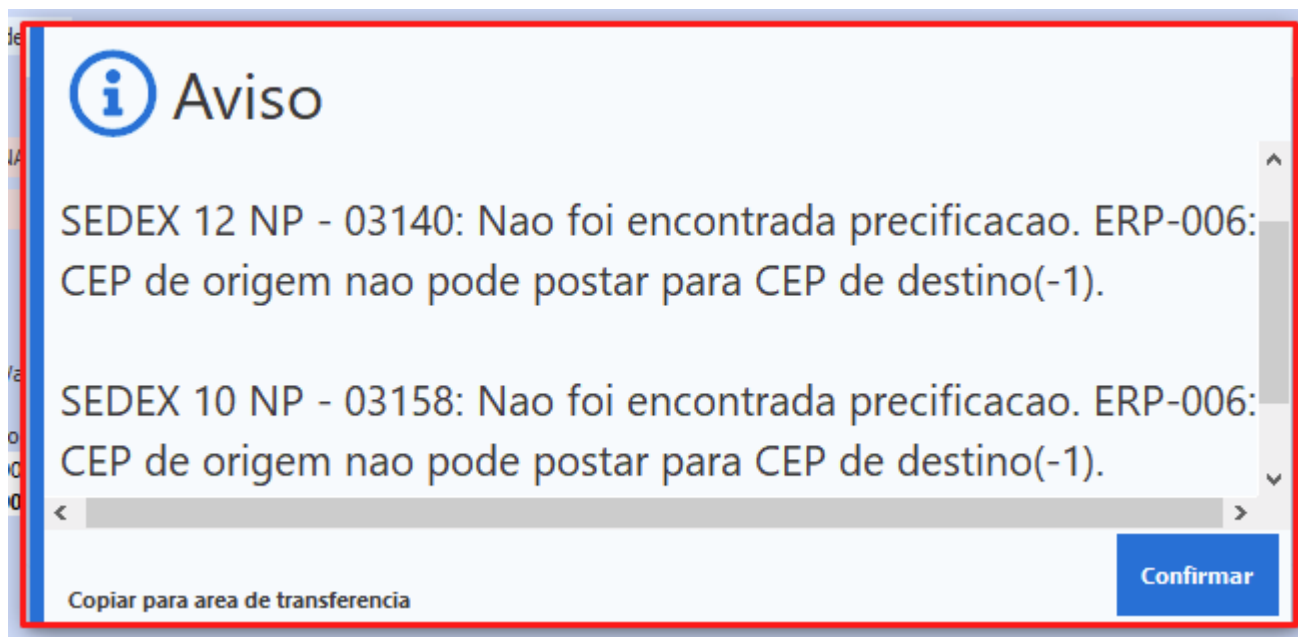 Aviso
SEDEX 12 NP - 03140: Nao foi encontrada precificacao. ERP-006:
CEP de origem nao pode postar para CEP de destino(-1).
SEDEX 10 NP - 03158: Nao foi encontrada precificacao. ERP-006:
CEP de origem nao pode postar para CEP de destino(-1).
Confirmar
Copiar para area de transferencia